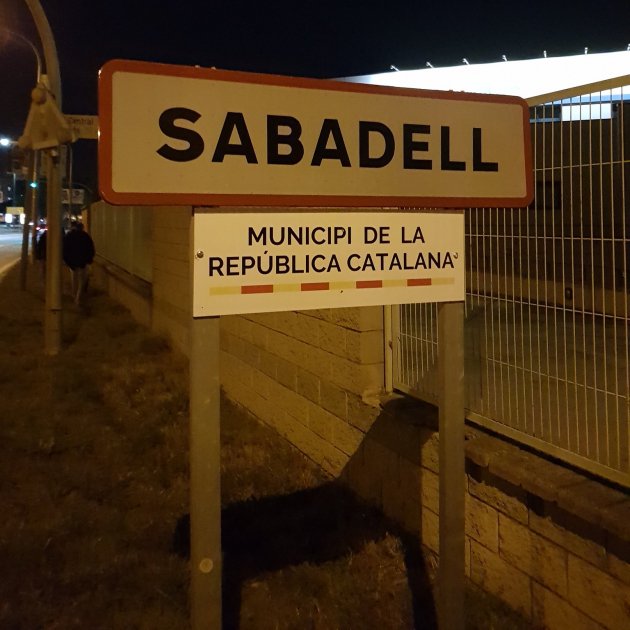 SABADELL
MUNICIPI DE LA
REPÚBLICA CATALANA